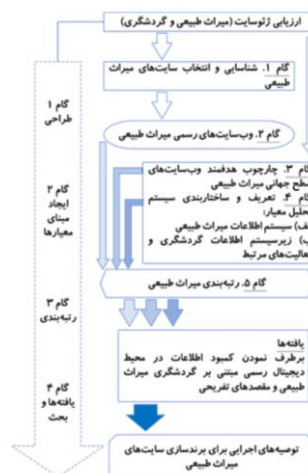 ارزیابی ژئوسایت (میراث طبیعی و گردشگری)
گام ۱. شناسایی و انتخاب سایت‌های میراث
طبیعی
گام ۲. وب‌سایت‌های رسمی میراث طبیعی
گام ۳. چارچوب هدفمند وب‌سایت‌های
سطح جهانی میراث طبیعی
گام ۴. تعریف و ساختاربندی سیستم
تحلیل معیار:
الف) سیستم اطلاعات میراث طبیعی
ب) زیرسیستم اطلاعات گردشگری و
فعالیت‌های مرتبط
گام ۵. رتبه‌بندی میراث طبیعی
یافته‌ها
برطرف نمودن کمبود اطلاعات در محیط
دیجیتال رسمی مبتنی بر گردشگری میراث
طبیعی و مقصدهای تفریحی
توصیه‌های اجرایی برای برندسازی سایت‌های
میراث طبیعی
گام ۱
طراحی
گام ۲
ایجاد
مبنای
معیارها
گام ۳
رتبه‌بندی
گام ۴
یافته‌ها و
بحث